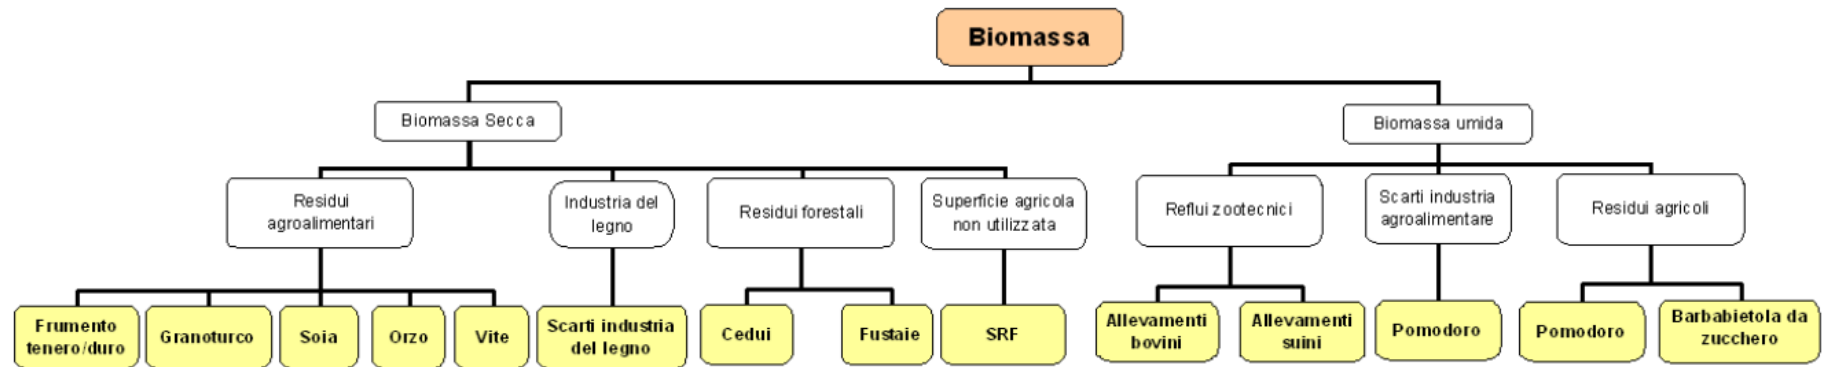 Biomassa
Biomassa Secca
Biomassa umida
Residui
agroalimentari
Industria del
legno
Residui forestali
Superficie agricola
non utilizzata
Reflui zootecnici
Scarti industria
agroalimentare
Residui agricoli
Frumento
tenero/duro
Granoturco
Soia
Orzo
Vite
Scarti industria
del legno
Cedui
Fustaie
SRF
Allevamenti
bovini
Allevamenti
suini
Pomodoro
Pomodoro
Barbabietola da
zucchero